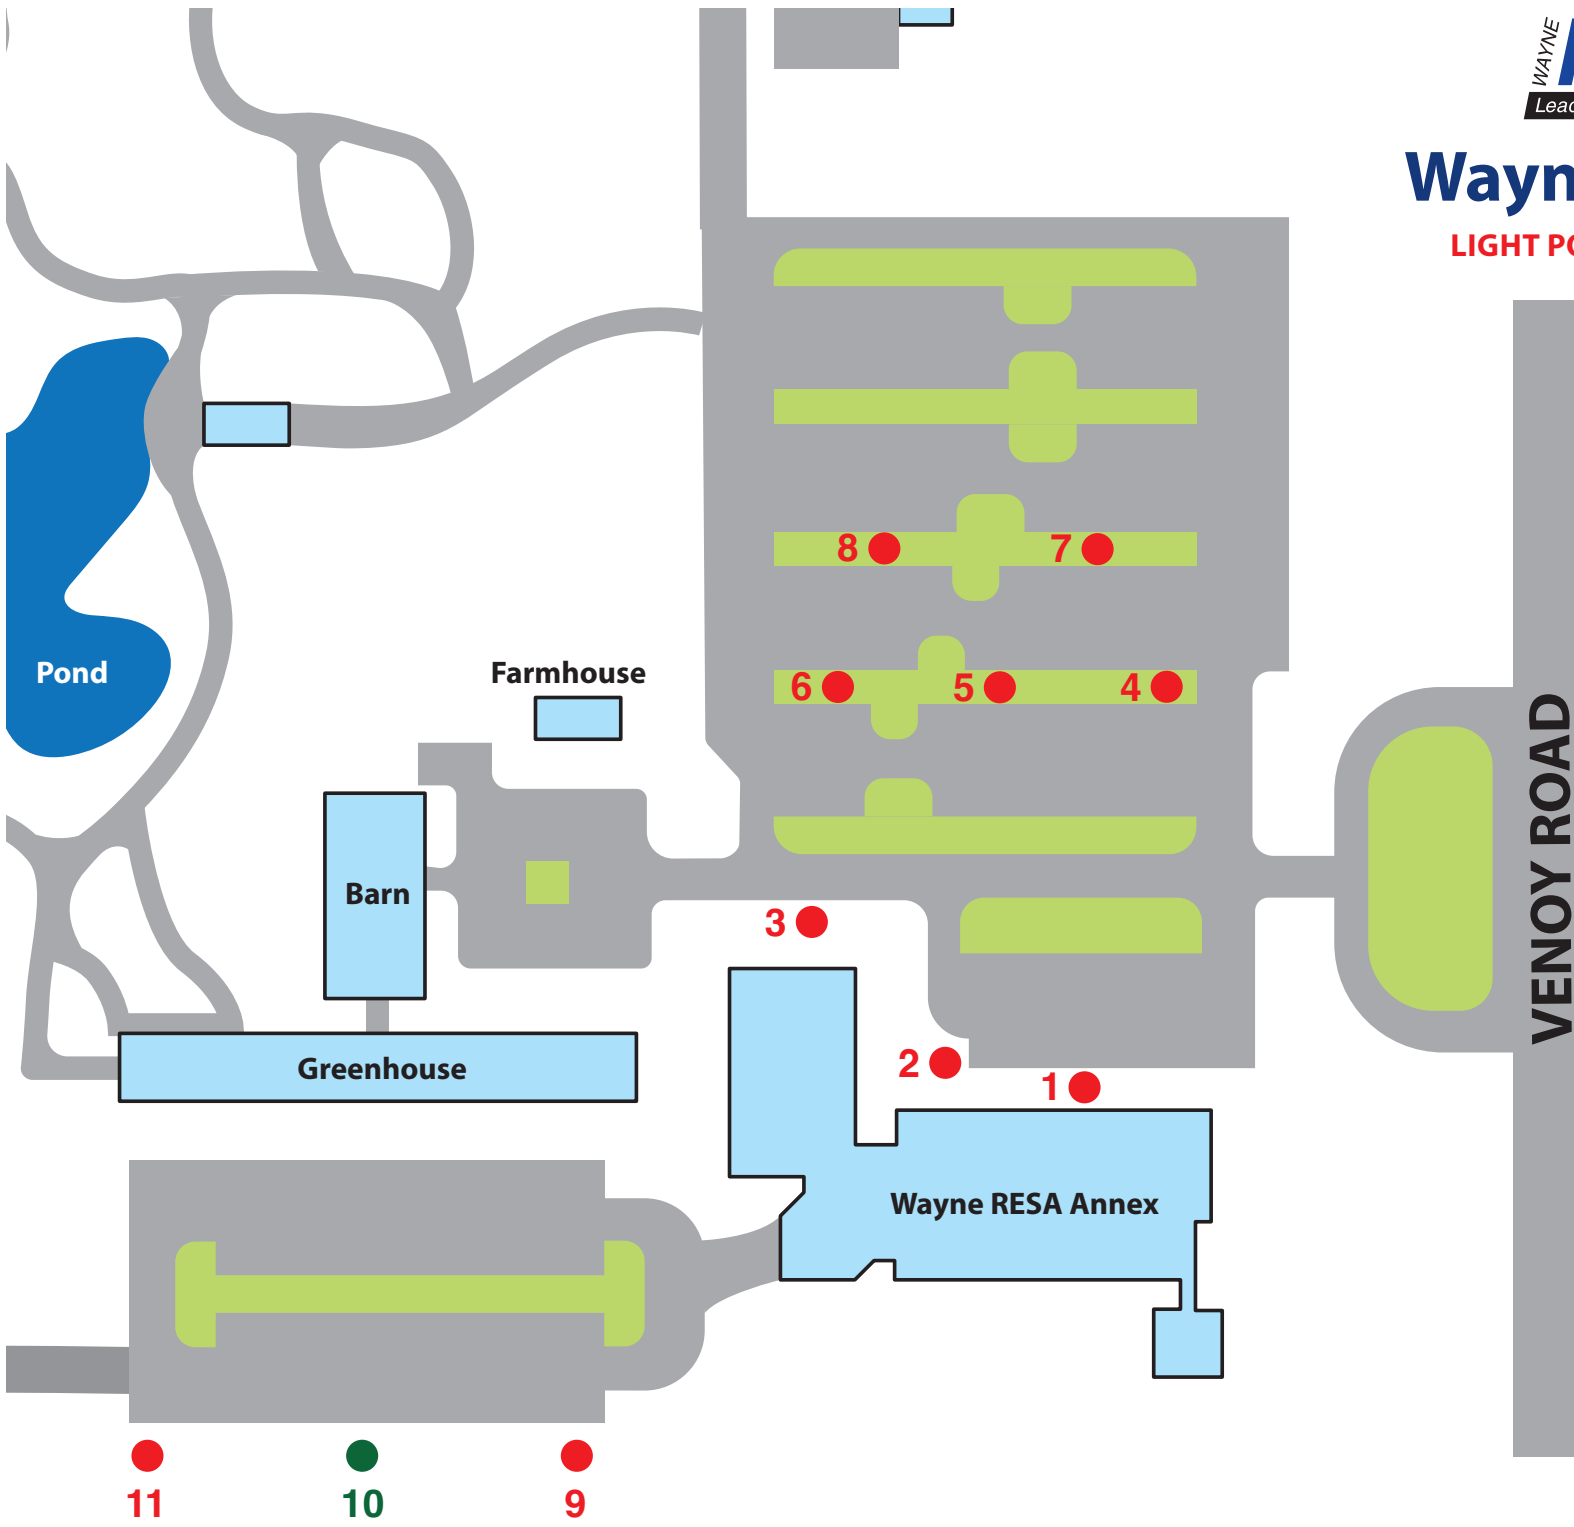 WAYNE
Lead
Wayn
LIGHT PO
8
7
Pond
Farmhouse
6
5
4
VENOY ROAD
Barn
3
2
1
Greenhouse
Wayne RESA Annex
11
10
9